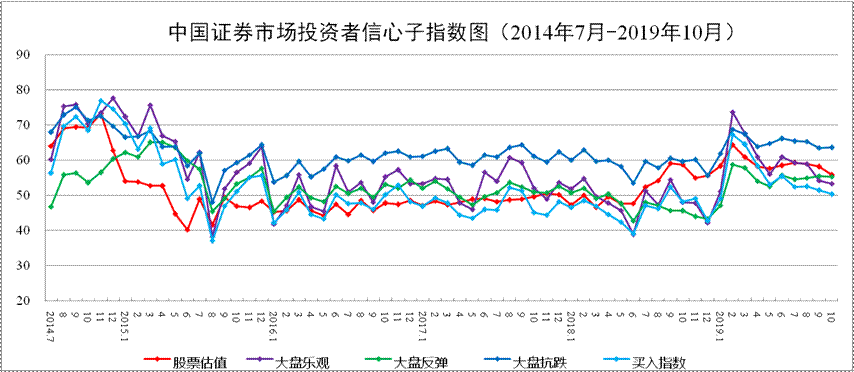 中国证券市场投资者信心子指数图（2014年7月-2019年10月）
90
80
70
60
50
40
30
20
2014.7 8 9 10 11 12 2015.1 2 3 4 5 6 7 8 9 10 11 12 2016.1 2 3 4 5 6 7 8 9 10 11 12 2017.1 2 3 4 5 6 7 8 9 10 11 12 2018.1 2 3 4 5 6 7 8 9 10 11 12 2019.1 2 3 4 5 6 7 8 9 10
股票估值 大盘乐观 大盘反弹 大盘抗跌 买入指数